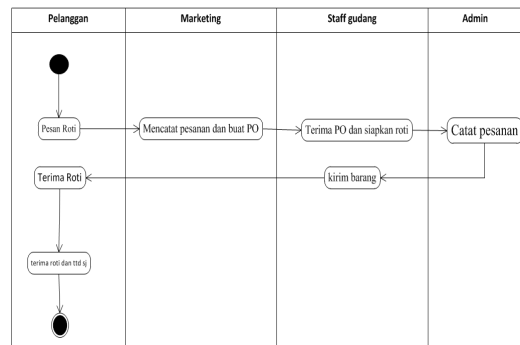 Pelanggan
Marketing
Staff gudang
Admin
Pesan Roti
Mencatat pesanan dan buat PO
Terima PO dan siapkan roti
Catat pesanan
Terima Roti
kirim barang
terima roti dan ttd sj